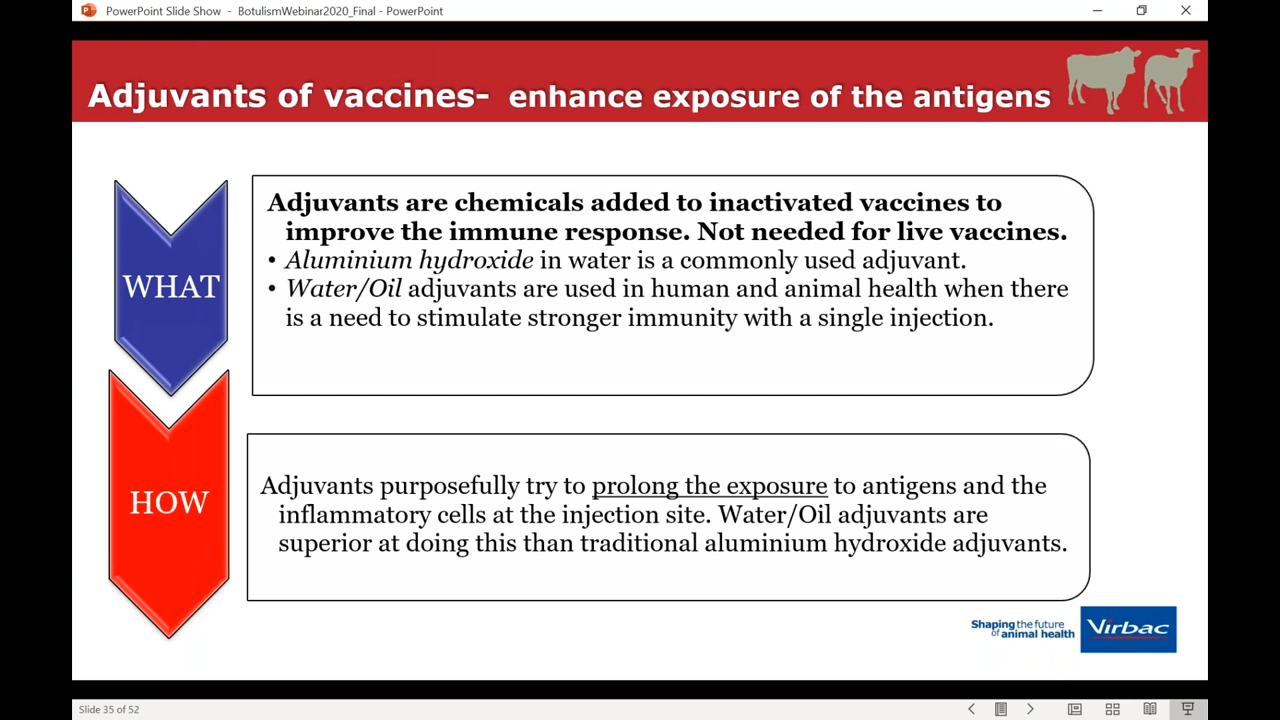 PowerPoint Slide Show - BotulismWebinar2020_Final - PowerPoint
Adjuvants of vaccines- enhance exposure of the antigens
WHAT
Adjuvants are chemicals added to inactivated vaccines to
improve the immune response. Not needed for live vaccines.
• Aluminium hydroxide in water is a commonly used adjuvant.
• Water/Oil adjuvants are used in human and animal health when there
is a need to stimulate stronger immunity with a single injection.
HOW
Adjuvants purposefully try to prolong the exposure to antigens and the
inflammatory cells at the injection site. Water/Oil adjuvants are
superior at doing this than traditional aluminium hydroxide adjuvants.
Shaping the future
of animal health
Virbac
Slide 35 of 52